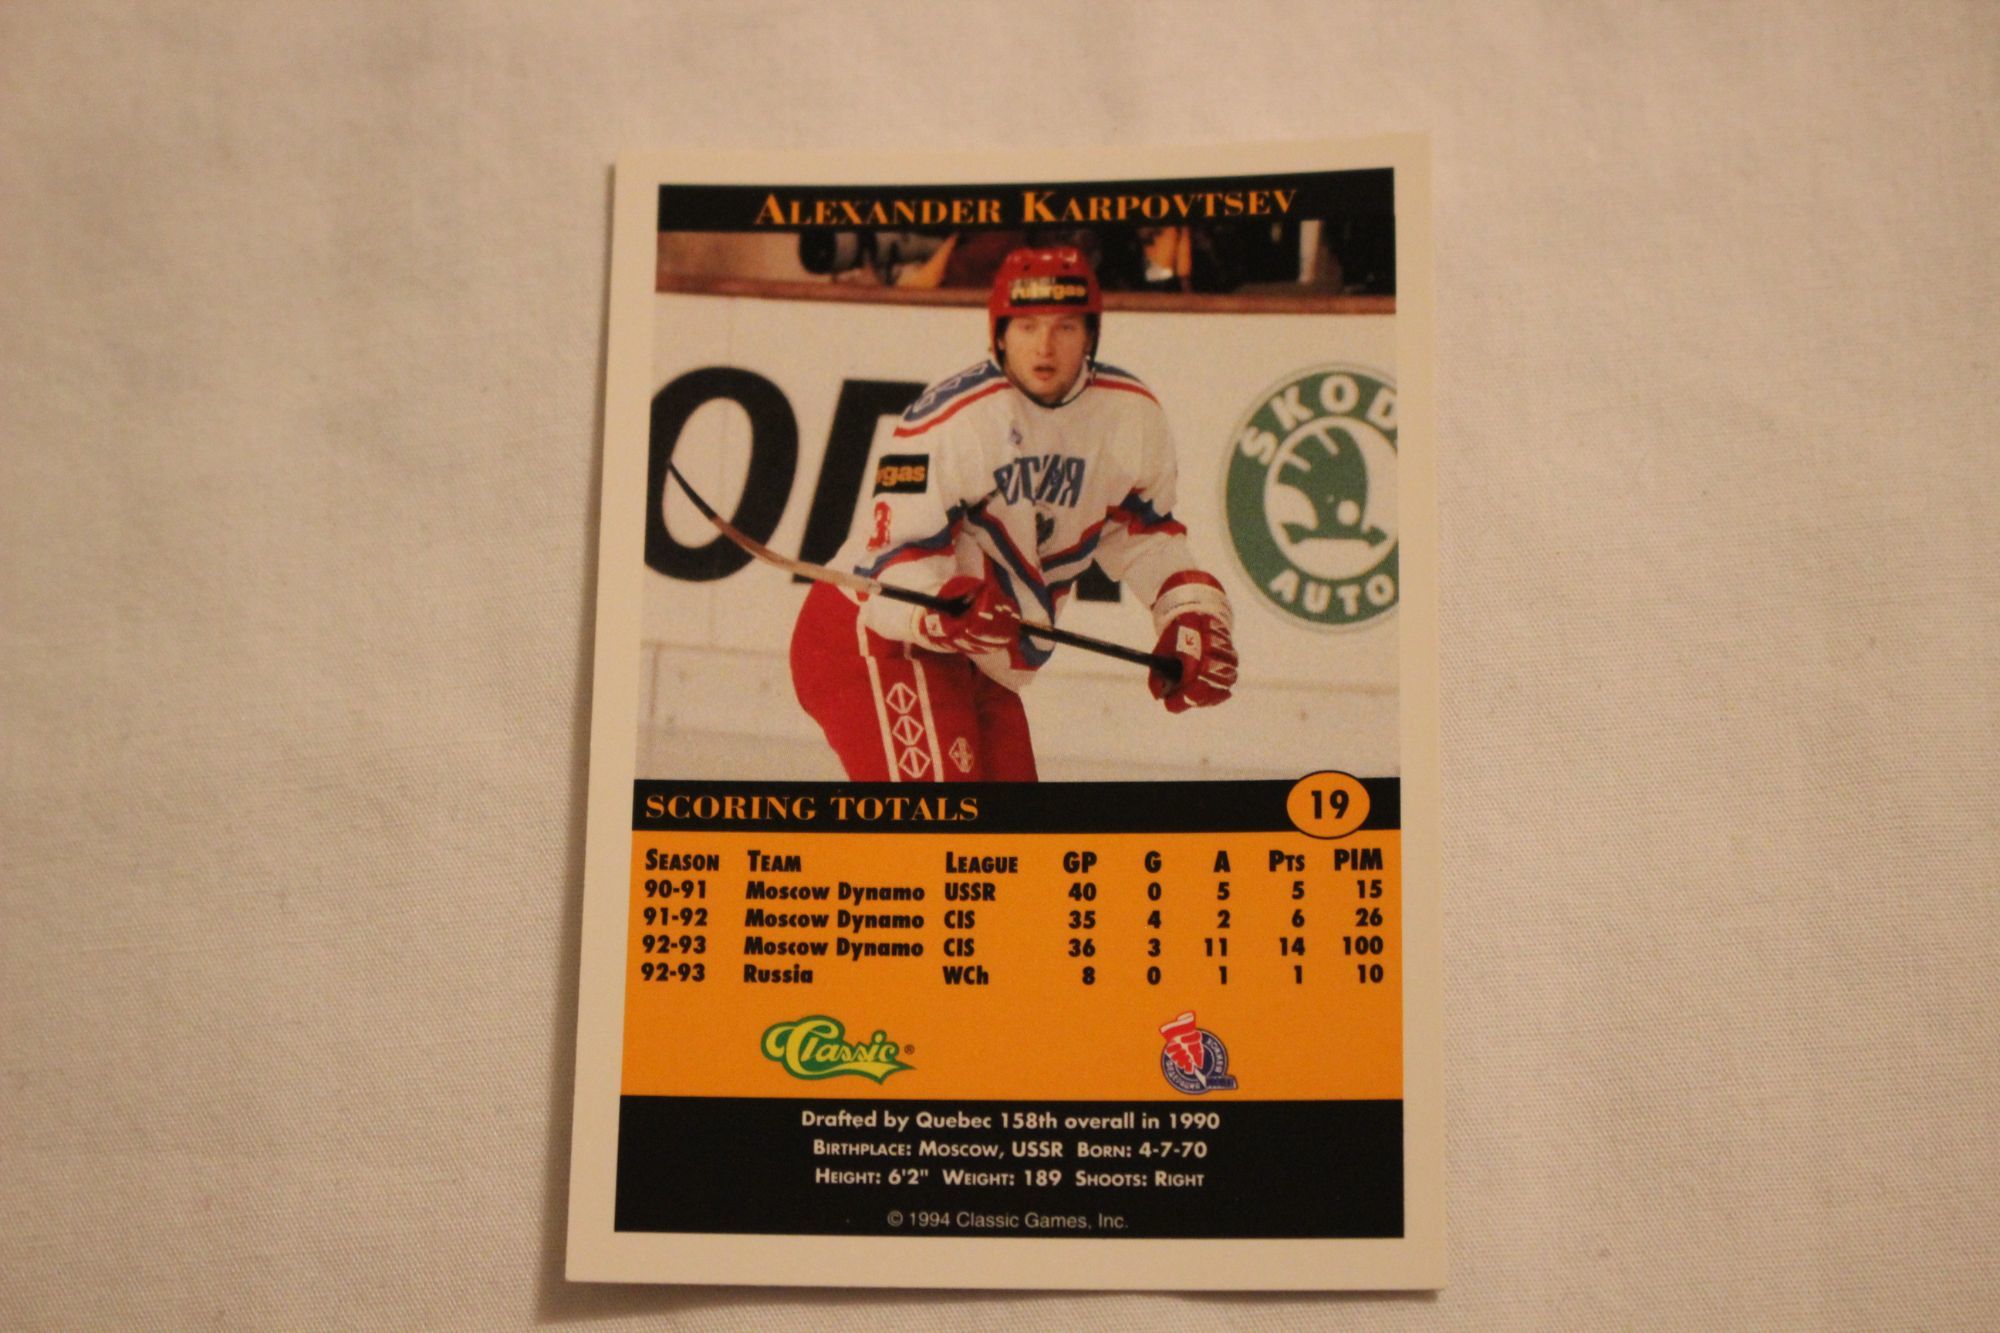 ALEXANDER KARPOVTSEV
ruhrgas
rgas
SKOD
AUTO
SCORING TOTALS 19
SEASON TEAM LEAGUE GP G A PTS PIM
90-91 Moscow Dynamo USSR 40 0 5 5 15
91-92 Moscow Dynamo CIS 35 4 2 6 26
92-93 Moscow Dynamo CIS 36 3 11 14 100
92-93 Russia WCh 8 0 1 1 10
Classic®
Drafted by Quebec 158th overall in 1990
BIRTHPLACE: MOSCOW, USSR BORN: 4-7-70
HEIGHT: 6'2" WEIGHT: 189 SHOOTS: RIGHT
© 1994 Classic Games, Inc.